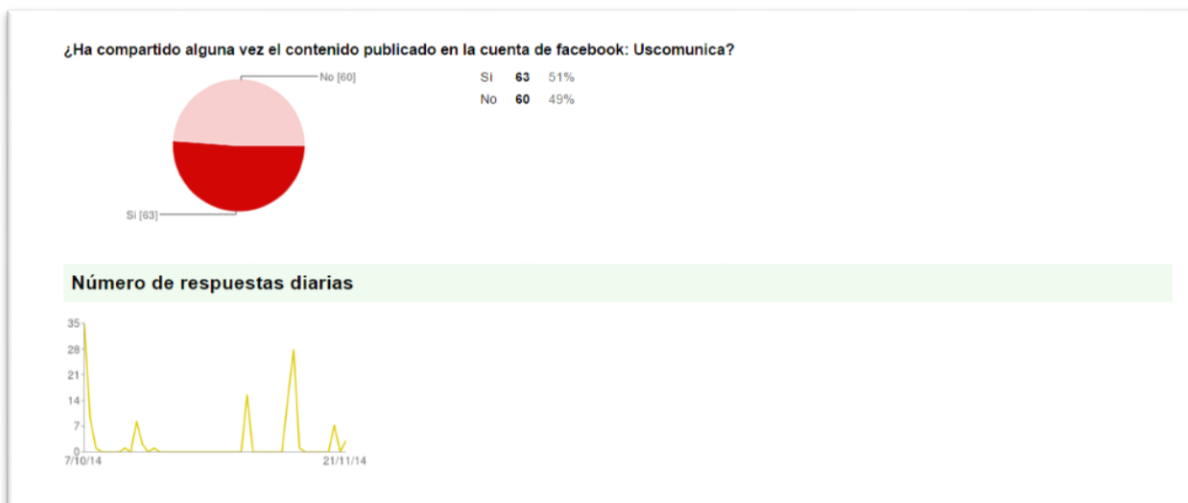 ¿Ha compartido alguna vez el contenido publicado en la cuenta de facebook: Uscomunica?
No [60]
Si 63 51%
No 60 49%
Si [63]
Número de respuestas diarias
35
28
21
14
7
0
7/10/14 21/11/14